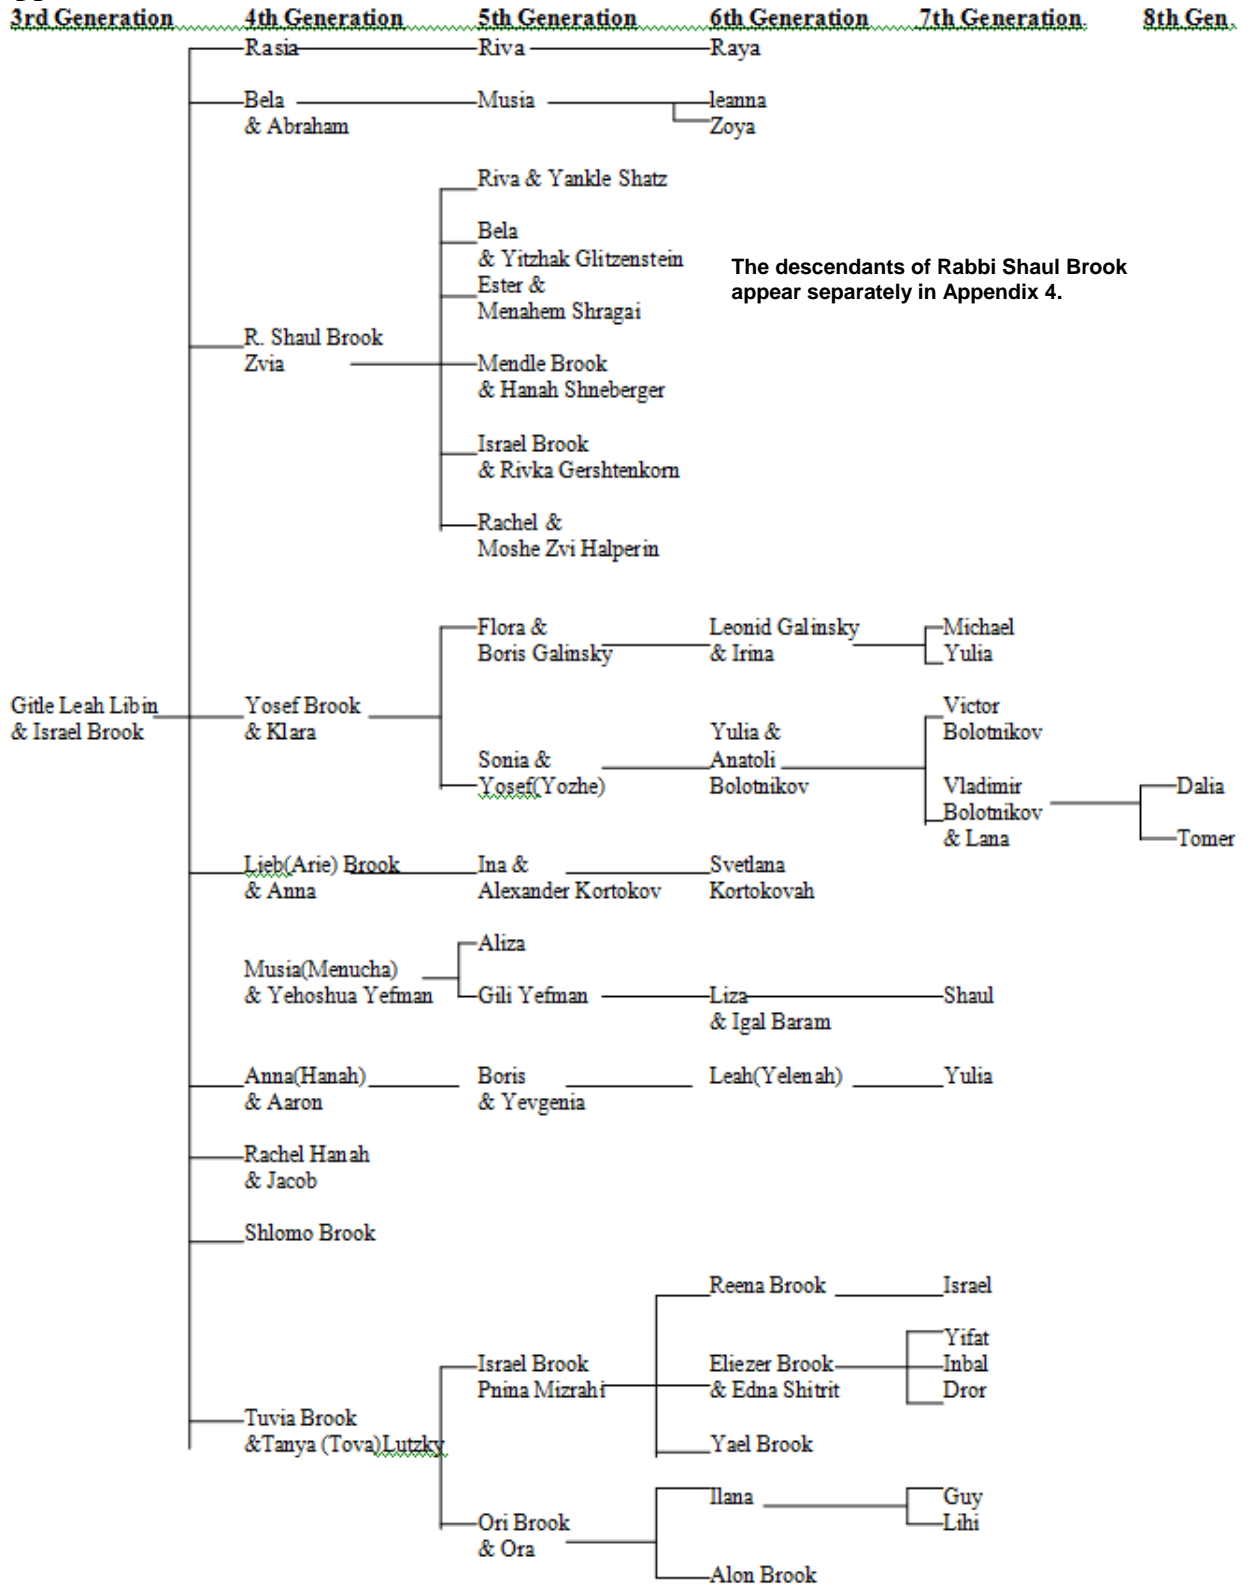 3rd Generation 4th Generation 5th Generation 6th Generation 7th Generation. 8th Gen.
Rasia Riva Raya
Bela Musia leanna
& Abraham Zoya
Riva & Yankle Shatz
Bela
& Yitzhak Glitzenstein
Ester &
Menahem Shragai
The descendants of Rabbi Shaul Brook
appear separately in Appendix 4.
R. Shaul Brook
Zvia
Mendle Brook
& Hanah Shneberger
Israel Brook
& Rivka Gershtenkorn
Rachel &
Moshe Zvi Halperin
Flora & Leonid Galinsky Michael
Boris Galinsky & Irina Yulia
Gitle Leah Libin Yosef Brook Victor
& Israel Brook & Klara Yulia & Bolotnikov
Sonia & Anatoli
Yosef(Yozhe) Bolotnikov Vladimir Dalia
Bolotnikov
& Lana Tomer
Lieb(Arie) Brook Ina & Svetlana
& Anna Alexander Kortokov Kortokovah
Aliza
Musia(Menucha)
& Yehoshua Yefman Gili Yefman Liza Shaul
& Igal Baram
Anna(Hanah) Boris Leah(Yelenah) Yulia
& Aaron & Yevgenia
Rachel Hanah
& Jacob
Shlomo Brook
Reena Brook Israel
Yifat
Israel Brook Eliezer Brook Inbal
Pnina Mizrahi & Edna Shitrit Dror
Tuvia Brook
&Tanya (Tova)Lutzky Yael Brook
Ilana Guy
Ori Brook Lihi
& Ora
Alon Brook